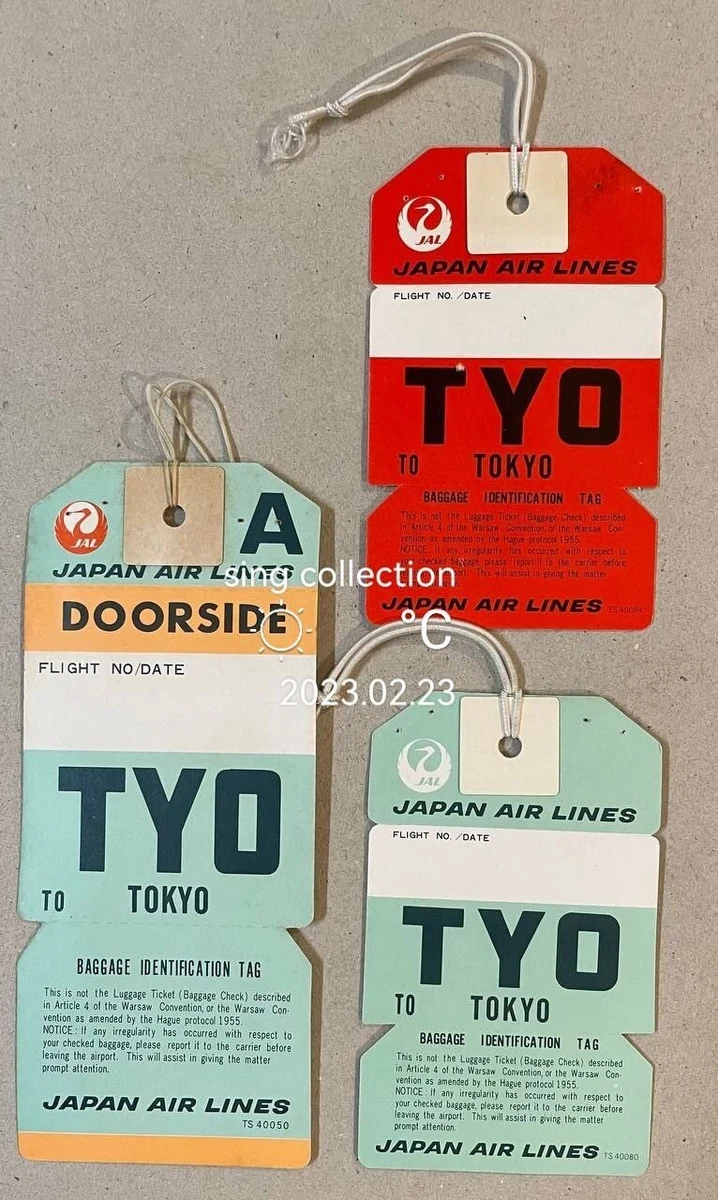 JAL
JAPAN AIR LINES
FLIGHT NO. /DATE
TYO
TO TOKYO
BAGGAGE IDENTIFICATION TAG
This is not the Luggage Ticket (Baggage Check) described
in Article 4 of the Warsaw Convention, or the Warsaw Con-
vention as amended by the Hague protocol 1955.
NOTICE: If any irregularity has occurred with respect to
checked baggage, please report it to the carrier before
This will assist in giving the matter
JAPAN AIR LINES TS 40094
A
JAL
JAPAN AIR LINES
DOORSIDE
FLIGHT NO/DATE
TYO
TO TOKYO
BAGGAGE IDENTIFICATION TAG
This is not the Luggage Ticket (Baggage Check) described
in Article 4 of the Warsaw Convention, or the Warsaw Con-
vention as amended by the Hague protocol 1955.
NOTICE: If any irregularity has occurred with respect to
your checked baggage, please report it to the carrier before
leaving the airport. This will assist in giving the matter
prompt attention.
JAPAN AIR LINES
TS 40050
sing collection
℃
2023.02.23
JAL
JAPAN AIR LINES
FLIGHT NO. /DATE
TYO
TO TOKYO
BAGGAGE IDENTIFICATION TAG
This is not the Luggage Ticket (Baggage Check) described
in Article 4 of the Warsaw Convention, or the Warsaw Con-
vention as amended by the Hague protocol 1955.
NOTICE: If any irregularity has occurred with respect to
your checked baggage, please report it to the carrier before
leaving the airport. This will assist in giving the matter
prompt attention.
JAPAN AIR LINES TS 40080